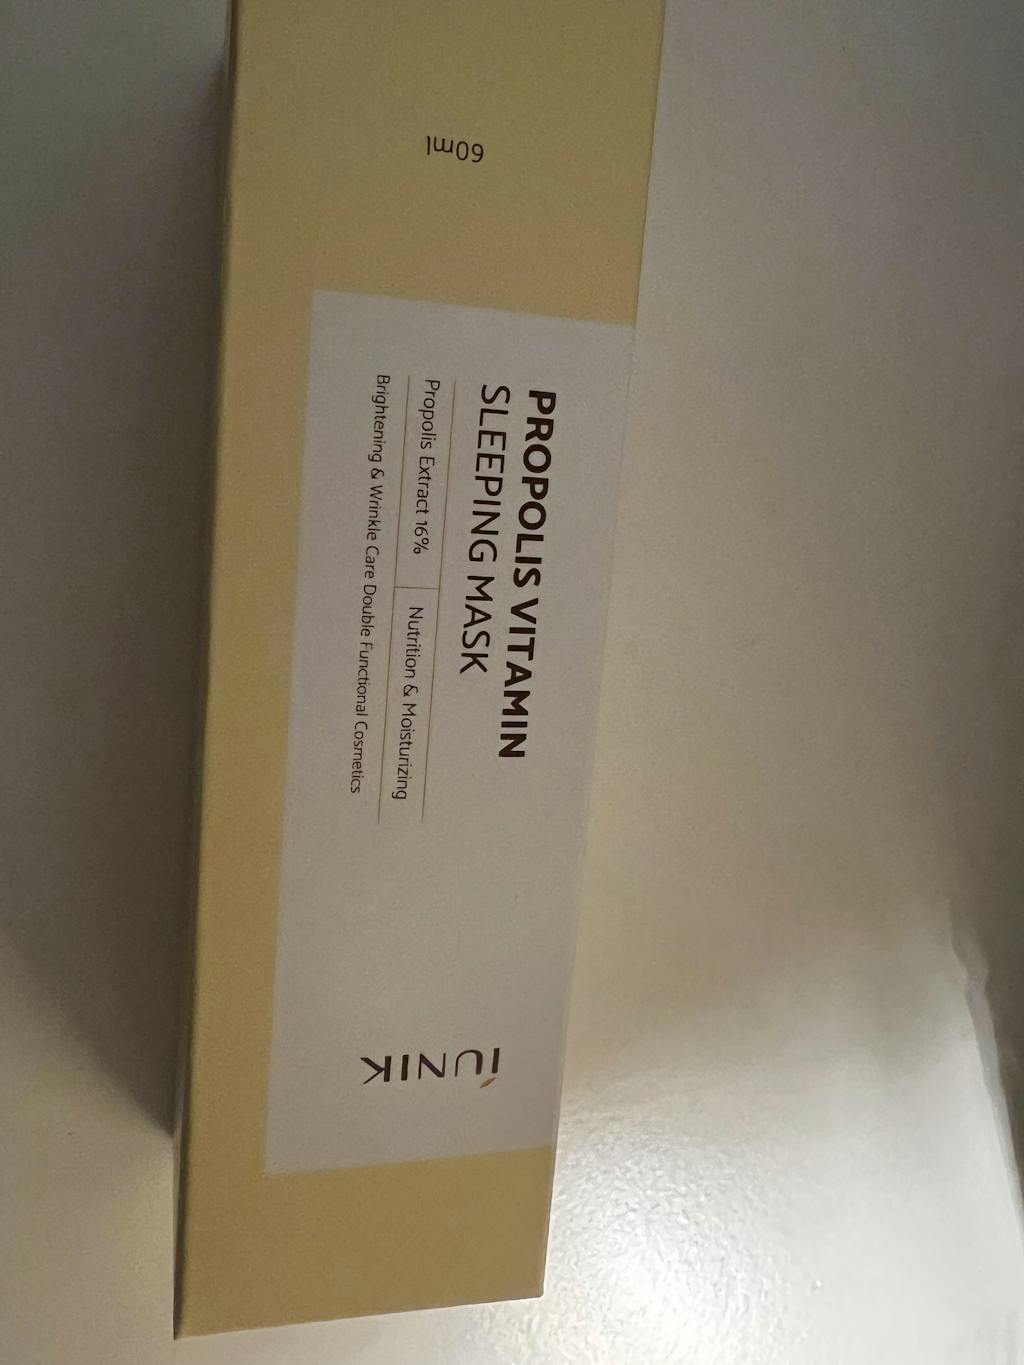 PROPOLIS VITAMIN
SLEEPING MASK
Propolis Extract 16% Nutrition & Moisturizing
Brightening & Wrinkle Care Double Functional Cosmetics
iUNIK
60ml